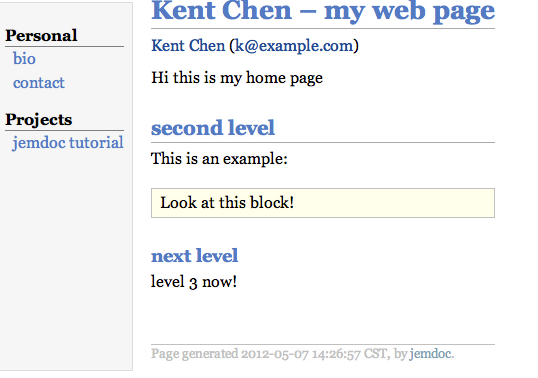 Personal
bio
contact
Projects
jemdoc tutorial
Kent Chen – my web page
Kent Chen (k@example.com)
Hi this is my home page
second level
This is an example:
Look at this block!
next level
level 3 now!
Page generated 2012-05-07 14:26:57 CST, by jemdoc.